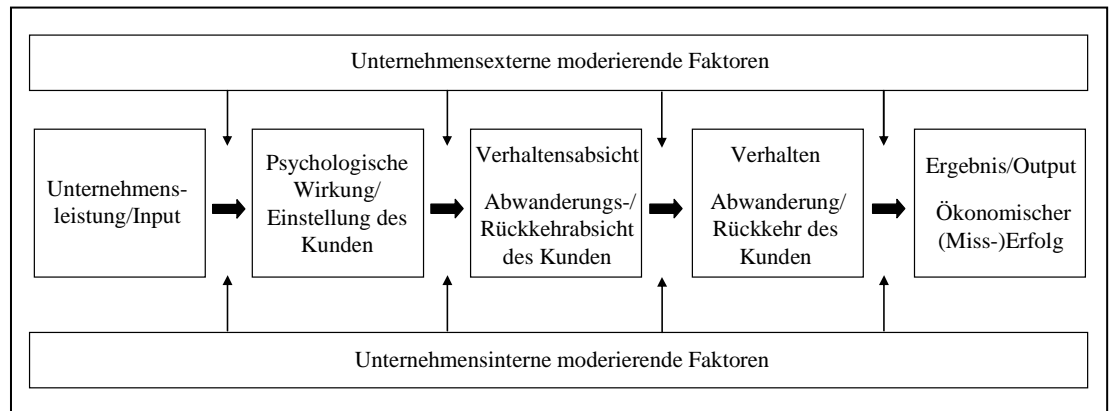 Unternehmensexterne moderierende Faktoren
Unternehmens-
leistung/Input
Psychologische
Wirkung/
Einstellung des
Kunden
Verhaltensabsicht
Abwanderungs-/
Rückkehrabsicht
des Kunden
Verhalten
Abwanderung/
Rückkehr des
Kunden
Ergebnis/Output
Ökonomischer
(Miss-)Erfolg
Unternehmensinterne moderierende Faktoren